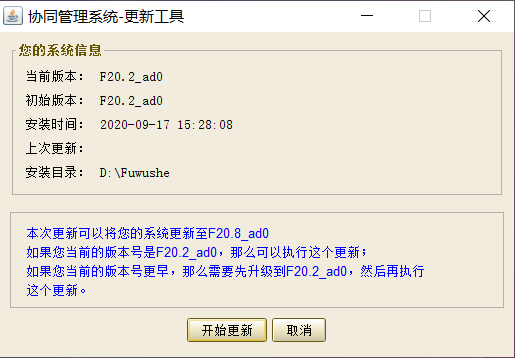 协同管理系统-更新工具
您的系统信息
当前版本： F20.2_ad0
初始版本： F20.2_ad0
安装时间： 2020-09-17 15:28:08
上次更新：
安装目录： D:\Fuwushe
本次更新可以将您的系统更新至F20.8_ad0
如果您当前的版本号是F20.2_ad0，那么可以执行这个更新；
如果您当前的版本号更早，那么需要先升级到F20.2_ad0，然后再执行
这个更新。
开始更新 取消